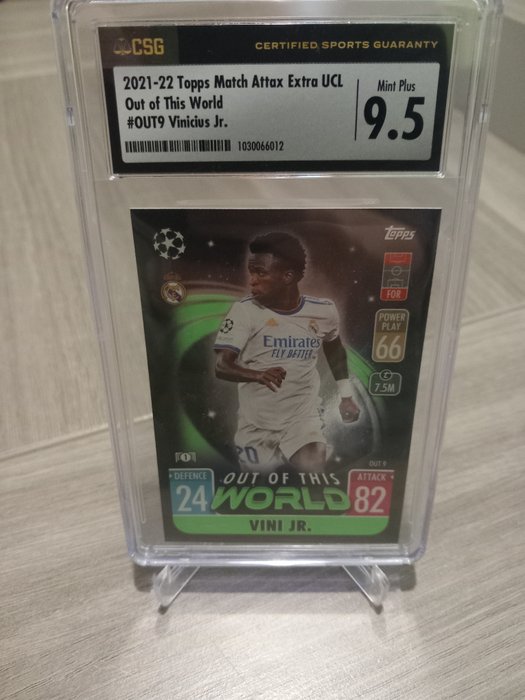 CSG
CERTIFIED SPORTS GUARANTY
2021-22 Topps Match Attax Extra UCL
Out of This World
#OUT9 Vinicius Jr.
1030066012
Mint Plus
9.5
Topps
FOR
POWER
PLAY
66
C
7.5M
Emirates
FLY BETTER
20
1
OUT 9
DEFENCE
24
OUT OF THIS
WORLD
ATTACK
82
VINI JR.